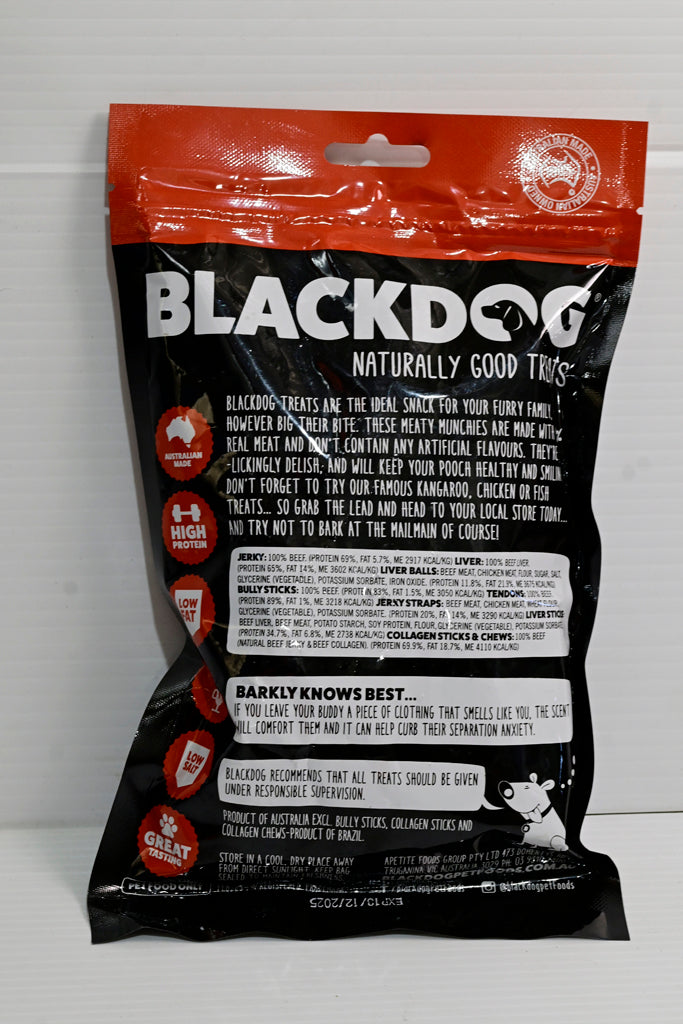 AUSTRALIAN MADE
AUSTRALIAN OWNED
BLACKDOG®
NATURALLY GOOD TREATS
BLACKDOG TREATS ARE THE IDEAL SNACK FOR YOUR FURRY FAMILY,
HOWEVER BIG THEIR BITE. THESE MEATY MUNCHIES ARE MADE WITH
REAL MEAT AND DON'T CONTAIN ANY ARTIFICIAL FLAVOURS. THEY'RE
-LICKINGLY DELISH, AND WILL KEEP YOUR POOCH HEALTHY AND
DON'T FORGET TO TRY OUR FAMOUS KANGAROO, CHICKEN OR FISH
TREATS... SO GRAB THE LEAD AND HEAD TO YOUR LOCAL STORE TODAY...
AND TRY NOT TO BARK AT THE MAILMAN OF COURSE!
AUSTRALIAN
MADE
HIGH
PROTEIN
LOW
FAT
LOW
SALT
GREAT
TASTING
JERKY: 100% BEEF. (PROTEIN 69%, FAT 5.7%, ME 2917 KCAL/KG) LIVER: 100% BEEF LIVER.
(PROTEIN 65%, FAT 14%, ME 3602 KCAL/KG) LIVER BALLS: BEEF MEAT, CHICKEN MEAT, FLOUR, SUGAR, SALT,
GLYCERINE (VEGETABLE), POTASSIUM SORBATE, IRON OXIDE. (PROTEIN 11.8%, FAT 21.3%, ME 3675 KCAL/KG)
BULLY STICKS: 100% BEEF. (PROTEIN 83%, FAT 1.5%, ME 3050 KCAL/KG) TENDONS: 100% BEEF.
(PROTEIN 89%, FAT 1%, ME 3218 KCAL/KG) JERKY STRAPS: BEEF MEAT, CHICKEN MEAT, WHEAT FLOUR,
GLYCERINE (VEGETABLE), POTASSIUM SORBATE. (PROTEIN 20%, FAT 14%, ME 3290 KCAL/KG) LIVER STICKS:
BEEF LIVER, BEEF MEAT, POTATO STARCH, SOY PROTEIN, FLOUR, GLYCERINE (VEGETABLE), POTASSIUM SORBATE.
(PROTEIN 34.7%, FAT 6.8%, ME 2738 KCAL/KG) COLLAGEN STICKS & CHEWS: 100% BEEF
(NATURAL BEEF JERKY & BEEF COLLAGEN). (PROTEIN 69.9%, FAT 18.7%, ME 4110 KCAL/KG)
BARKLY KNOWS BEST...
IF YOU LEAVE YOUR BUDDY A PIECE OF CLOTHING THAT SMELLS LIKE YOU, THE SCENT
WILL COMFORT THEM AND IT CAN HELP CURB THEIR SEPARATION ANXIETY.
BLACKDOG RECOMMENDS THAT ALL TREATS SHOULD BE GIVEN
UNDER RESPONSIBLE SUPERVISION.
PRODUCT OF AUSTRALIA EXCL. BULLY STICKS, COLLAGEN STICKS AND
COLLAGEN CHEWS-PRODUCT OF BRAZIL.
STORE IN A COOL, DRY PLACE AWAY
FROM DIRECT SUNLIGHT. KEEP BAG
PET FOOD ONLY
APETITE FOODS GROUP PTY LTD 473
TRUGANINA VIC AUSTRALIA 3029 PH 03
BLACKDOGPETFOODS.COM.AU
/blackdogpetfoods @blackdogpetfoods
EXP10/12/2025